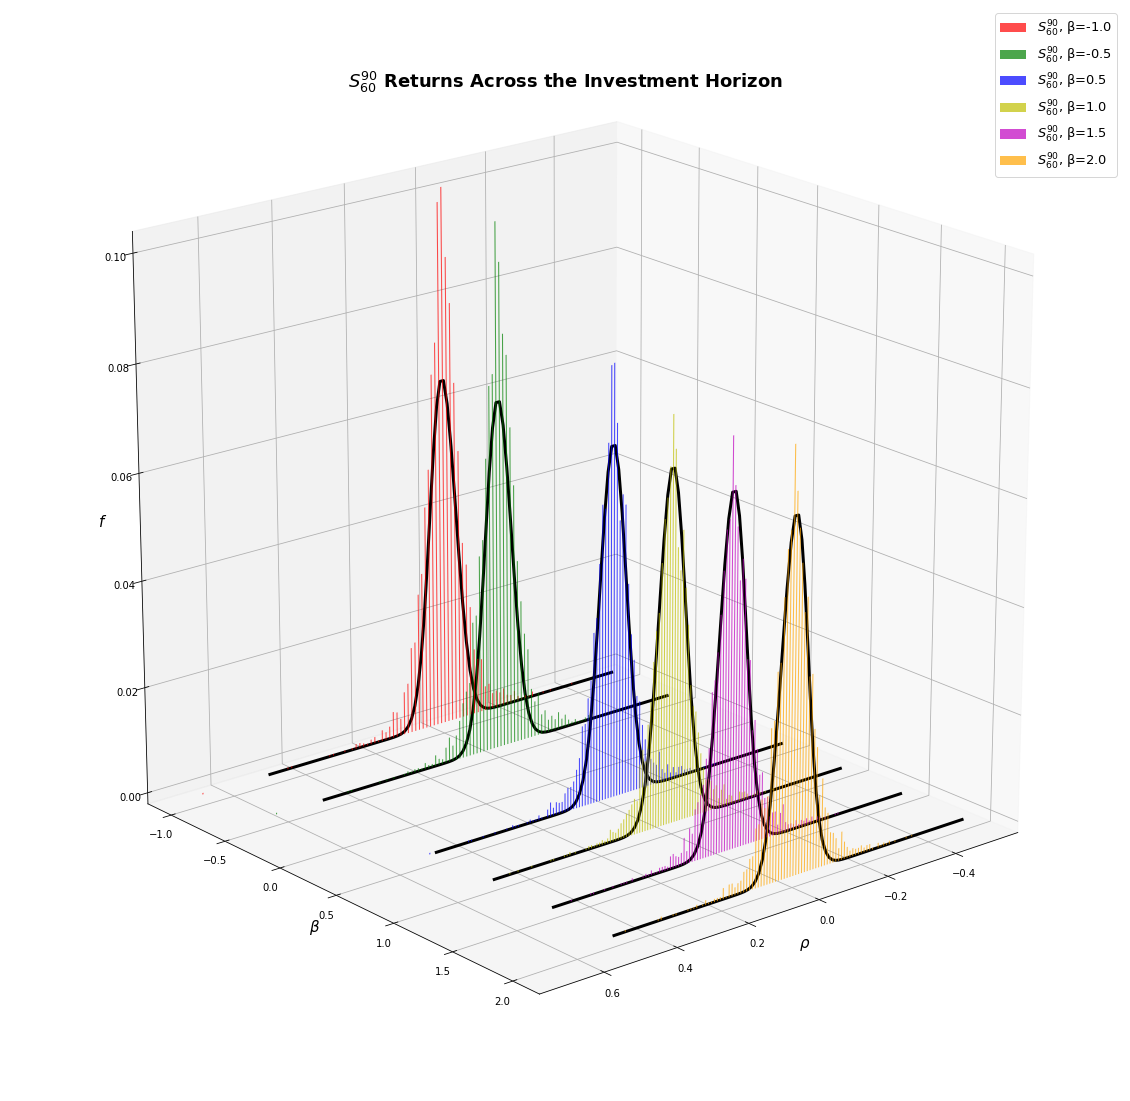 S_{60}^{90}, β=-1.0
S_{60}^{90}, β=-0.5
S_{60}^{90}, β=0.5
S_{60}^{90}, β=1.0
S_{60}^{90}, β=1.5
S_{60}^{90}, β=2.0
S_{60}^{90} Returns Across the Investment Horizon
0.10
0.08
0.06
f
0.04
0.02
0.00
−1.0
−0.5
0.0
0.5
1.0
1.5
2.0
β
0.6
0.4
0.2
0.0
−0.2
−0.4
ρ